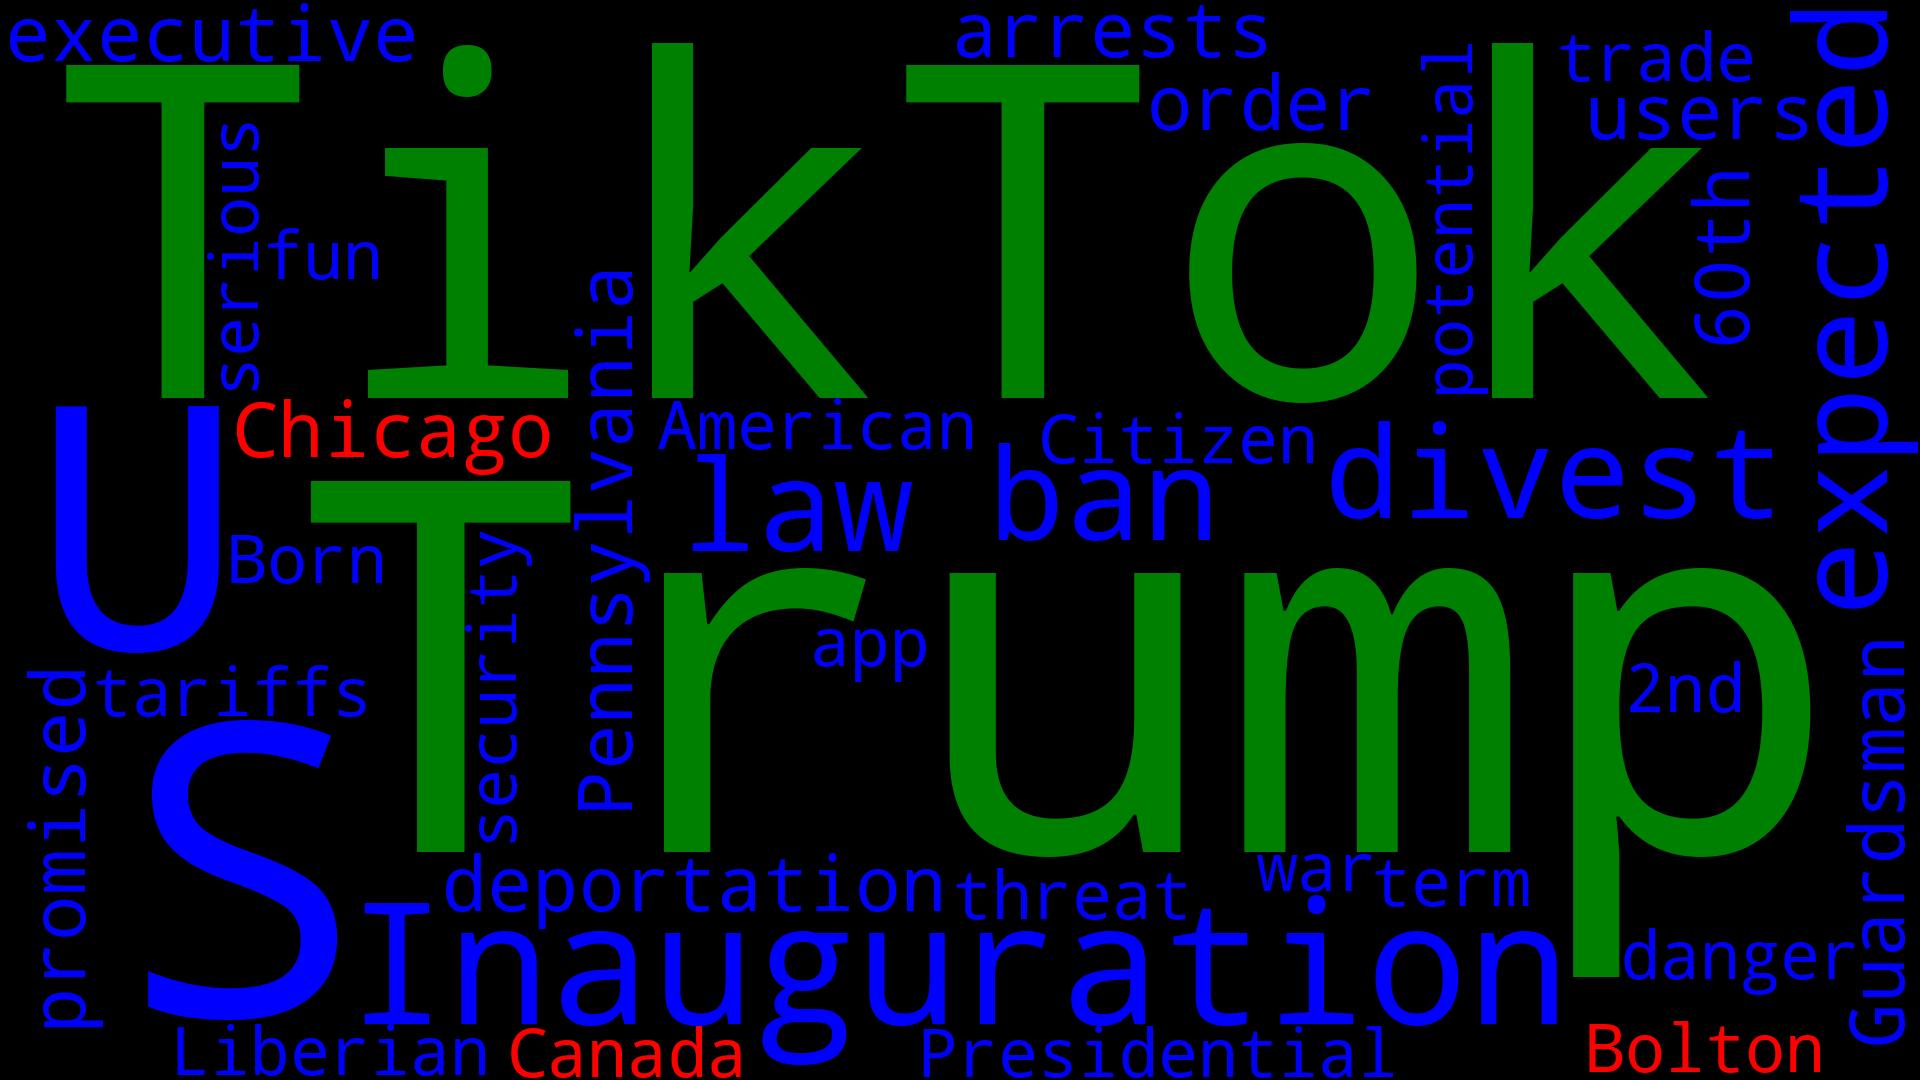 executive
arrests
trade
TikTok
order
users
potential
60th
expected
serious
fun
Pennsylvania
Chicago
American
Citizen
U
law
ban
divest
Born
Trump
security
app
2nd
tariffs
promised
S
Guardsman
deportation
threat
war
term
Inauguration
danger
Liberian
Canada
Presidential
Bolton